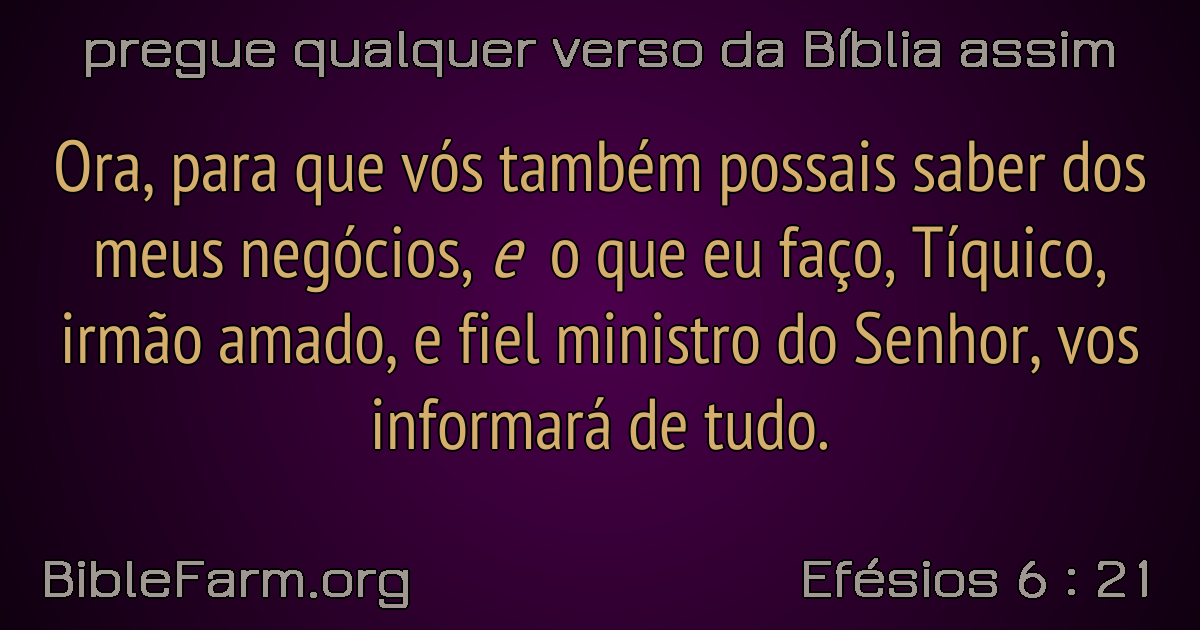 pregue qualquer verso da Bíblia assim
Ora, para que vós também possais saber dos
meus negócios, e o que eu faço, Tíquico,
irmão amado, e fiel ministro do Senhor, vos
informará de tudo.
BibleFarm.org
Efésios 6 : 21